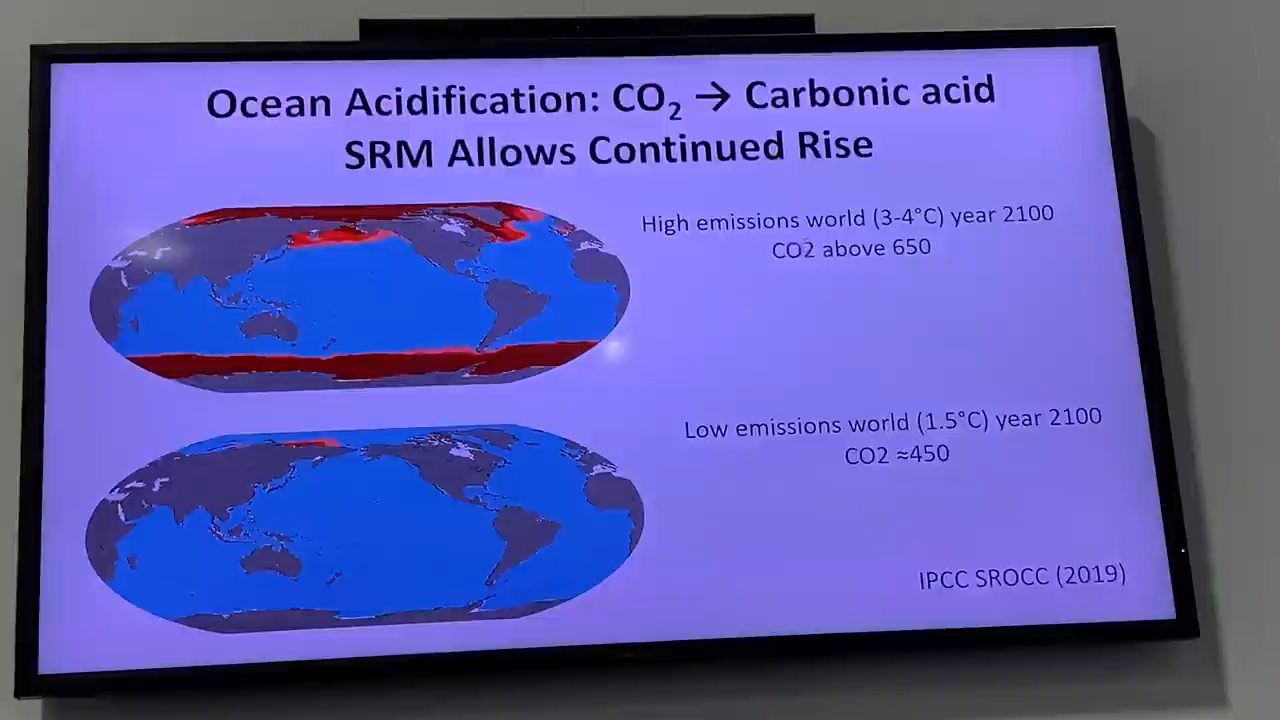 Ocean Acidification: CO₂ → Carbonic acid
SRM Allows Continued Rise
High emissions world (3-4°C) year 2100
CO2 above 650
Low emissions world (1.5°C) year 2100
CO2 ≈450
IPCC SROCC (2019)